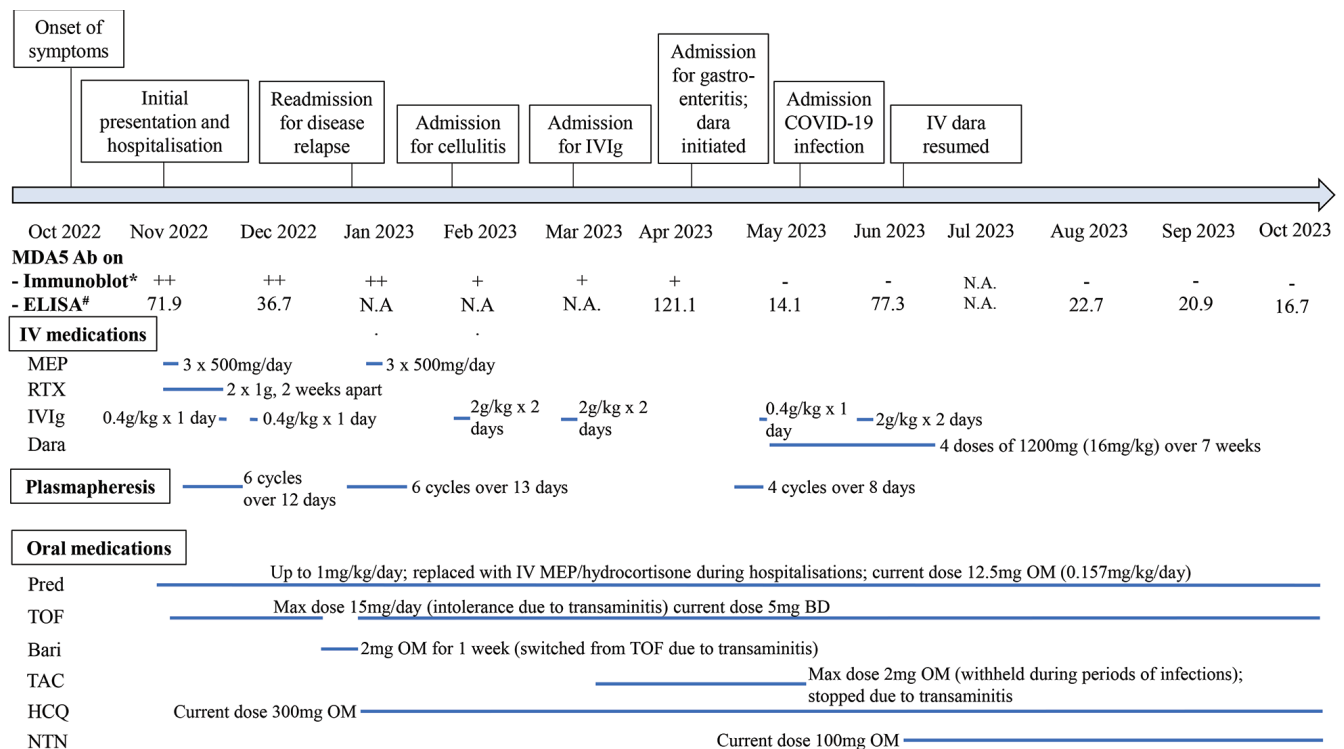 Onset of
symptoms
Initial
presentation and
hospitalisation
Readmission
for disease
relapse
Admission
for cellulitis
Admission
for IVIg
Admission
for gastro-
enteritis;
dara
initiated
Admission
COVID-19
infection
IV dara
resumed
Oct 2022 Nov 2022 Dec 2022 Jan 2023 Feb 2023 Mar 2023 Apr 2023 May 2023 Jun 2023 Jul 2023 Aug 2023 Sep 2023 Oct 2023
MDA5 Ab on
- Immunoblot* ++ ++ ++ + + + - - N.A. - - -
- ELISA# 71.9 36.7 N.A N.A. N.A. 121.1 14.1 77.3 N.A. 22.7 20.9 16.7
IV medications
MEP 3 x 500mg/day 3 x 500mg/day
RTX 2 x 1g, 2 weeks apart
IVIg 0.4g/kg x 1 day 0.4g/kg x 1 day 2g/kg x 2 days 2g/kg x 2 days 0.4g/kg x 1 day 2g/kg x 2 days
Dara 4 doses of 1200mg (16mg/kg) over 7 weeks
Plasmapheresis 6 cycles over 12 days 6 cycles over 13 days 4 cycles over 8 days
Oral medications
Pred Up to 1mg/kg/day; replaced with IV MEP/hydrocortisone during hospitalisations; current dose 12.5mg OM (0.157mg/kg/day)
TOF Max dose 15mg/day (intolerance due to transaminitis) current dose 5mg BD
Bari 2mg OM for 1 week (switched from TOF due to transaminitis)
TAC Max dose 2mg OM (withheld during periods of infections);
stopped due to transaminitis
HCQ Current dose 300mg OM
NTN Current dose 100mg OM